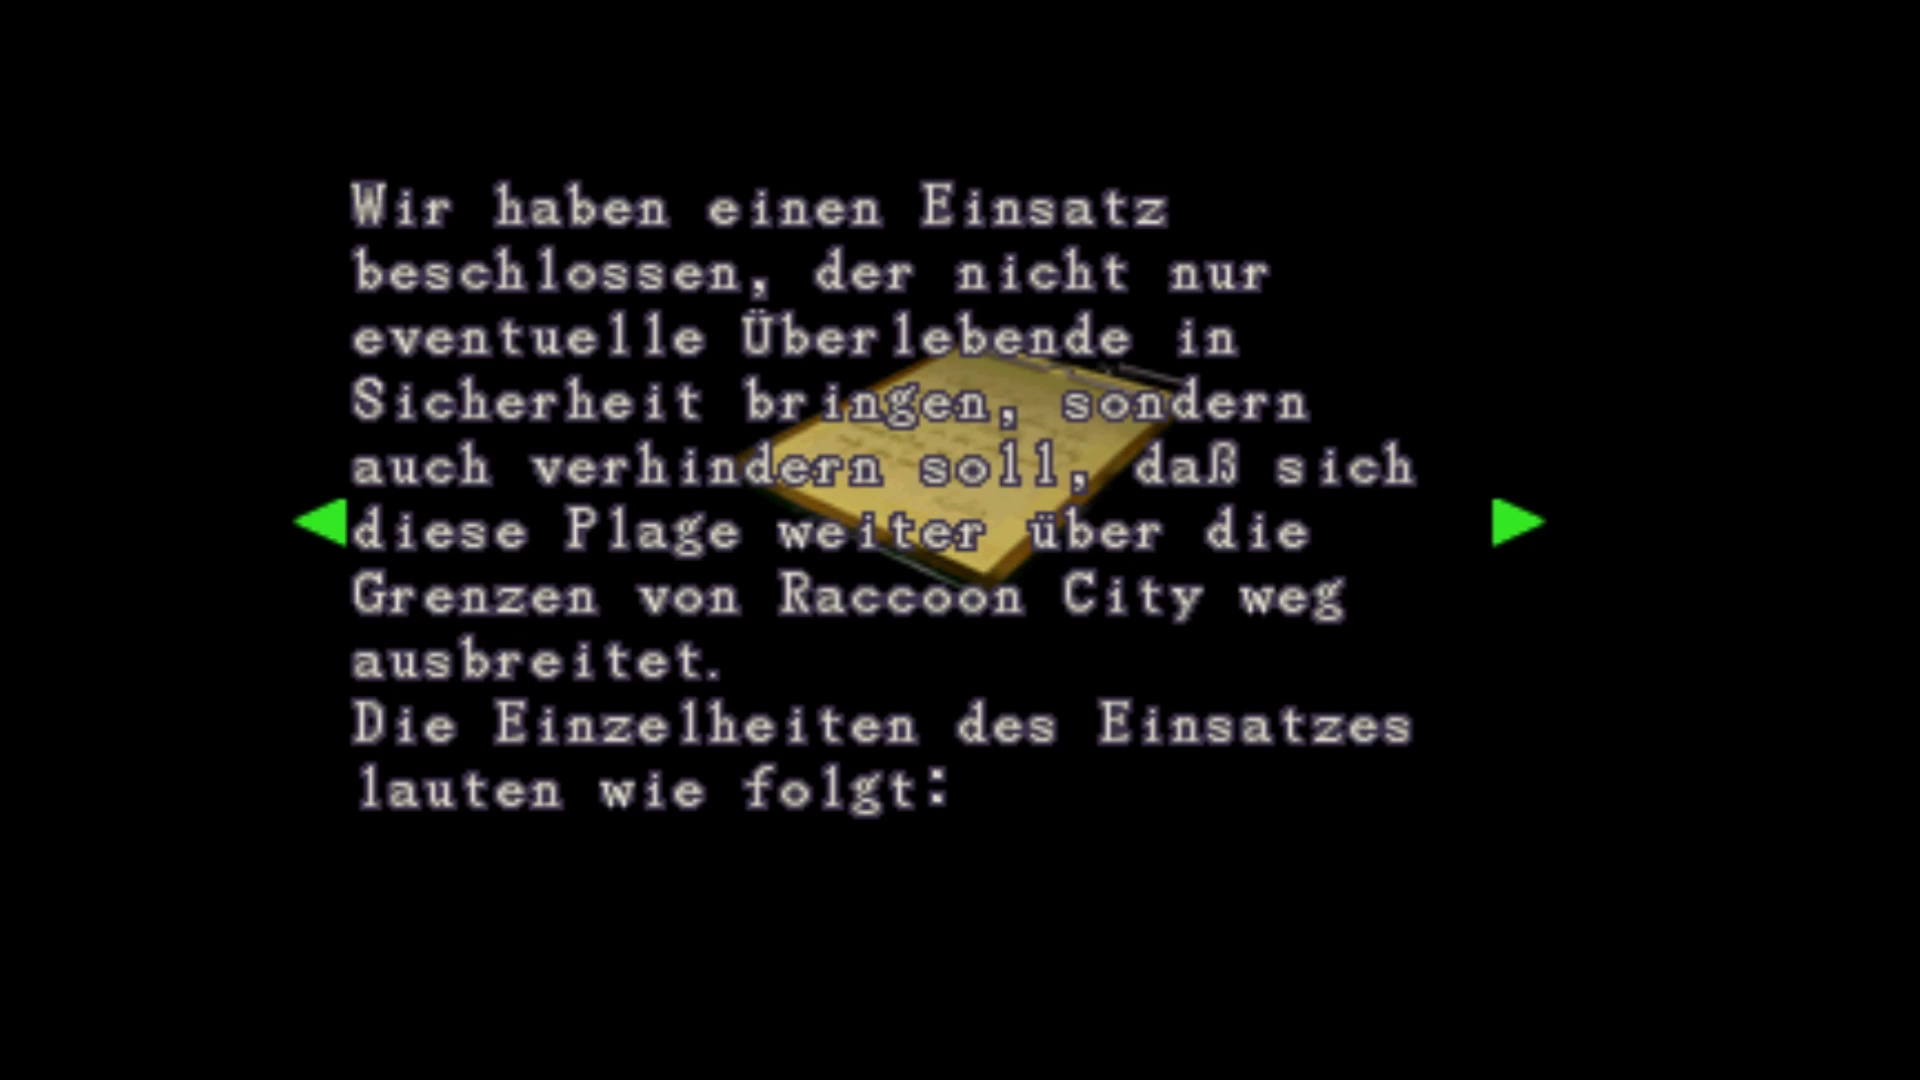 Wir haben einen Einsatz
beschlossen, der nicht nur
eventuelle Überlebende in
Sicherheit bringen, sondern
auch verhindern soll, daß sich
diese Plage weiter über die
Grenzen von Raccoon City weg
ausbreitet.
Die Einzelheiten des Einsatzes
lauten wie folgt: